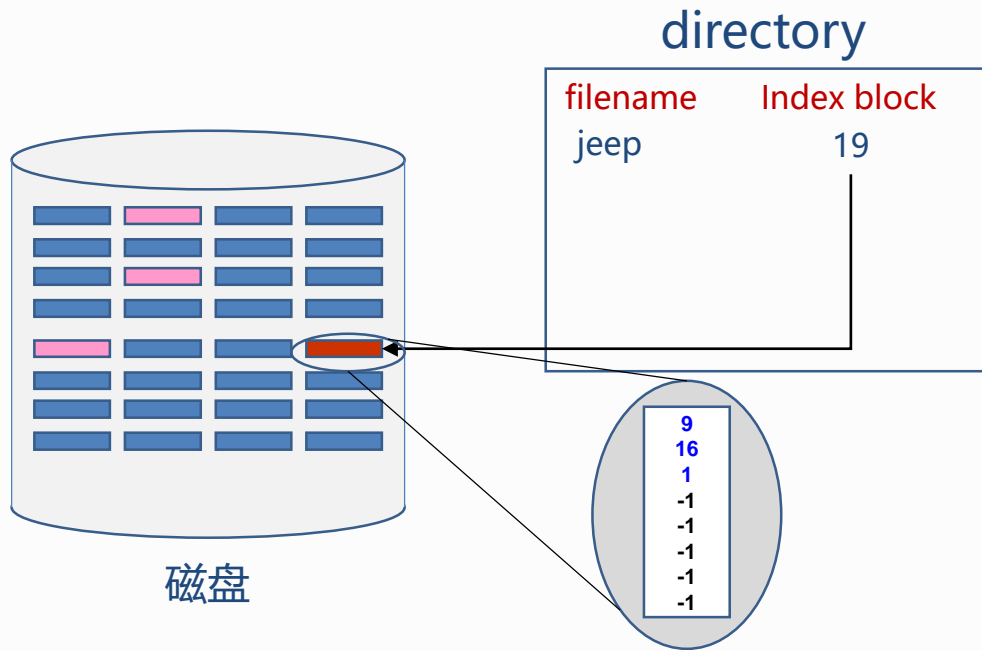 directory
filename Index block
jeep 19
9
16
1
-1
-1
-1
-1
-1
磁盘